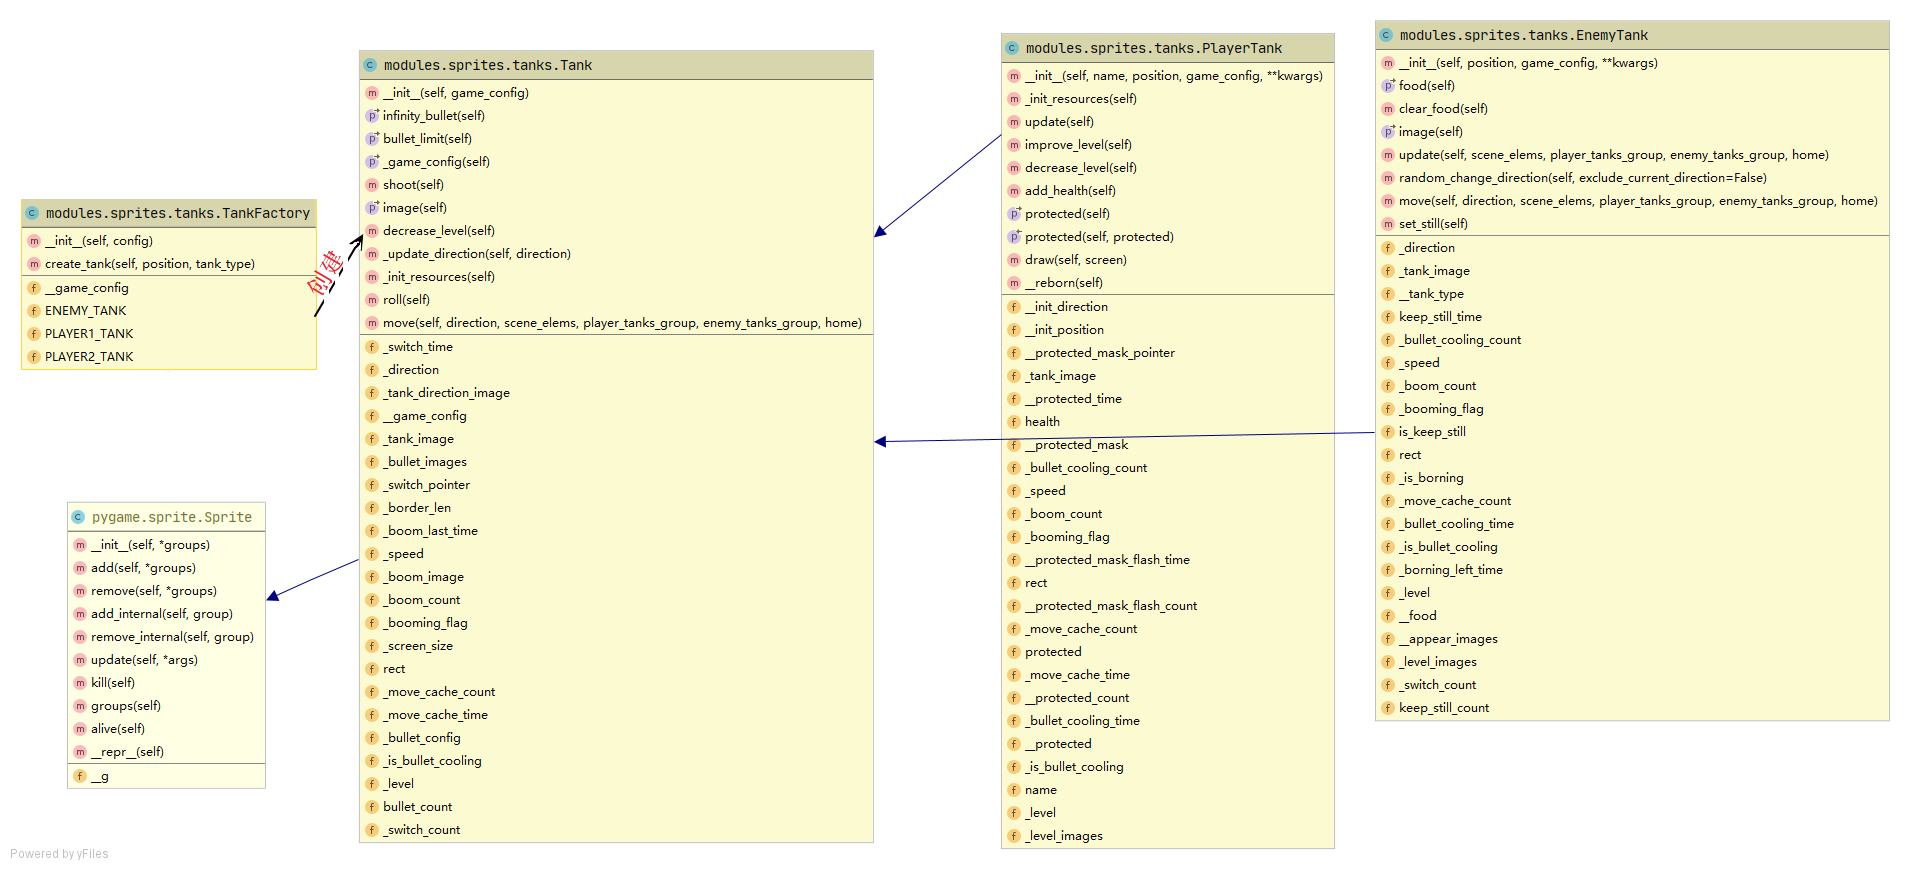 modules.sprites.tanks.TankFactory
__init__(self, config)
create_tank(self, position, tank_type)
__game_config
ENEMY_TANK
PLAYER1_TANK
PLAYER2_TANK
创建
pygame.sprite.Sprite
__init__(self, *groups)
add(self, *groups)
remove(self, *groups)
add_internal(self, group)
remove_internal(self, group)
update(self, *args)
kill(self)
groups(self)
alive(self)
__repr__(self)
__g
modules.sprites.tanks.Tank
__init__(self, game_config)
infinity_bullet(self)
bullet_limit(self)
_game_config(self)
shoot(self)
image(self)
decrease_level(self)
_update_direction(self, direction)
_init_resources(self)
roll(self)
move(self, direction, scene_elems, player_tanks_group, enemy_tanks_group, home)
_switch_time
_direction
_tank_direction_image
__game_config
_tank_image
_bullet_images
_switch_pointer
_border_len
_boom_last_time
_speed
_boom_image
_boom_count
_booming_flag
_screen_size
rect
_move_cache_count
_move_cache_time
_bullet_config
_is_bullet_cooling
_level
bullet_count
_switch_count
modules.sprites.tanks.PlayerTank
__init__(self, name, position, game_config, **kwargs)
_init_resources(self)
update(self)
improve_level(self)
decrease_level(self)
add_health(self)
protected(self)
protected(self, protected)
draw(self, screen)
__reborn(self)
__init_direction
__init_position
__protected_mask_pointer
_tank_image
__protected_time
health
__protected_mask
_bullet_cooling_count
_speed
_boom_count
_booming_flag
__protected_mask_flash_time
rect
__protected_mask_flash_count
_move_cache_count
protected
_move_cache_time
__protected_count
_bullet_cooling_time
__protected
_is_bullet_cooling
name
_level
_level_images
modules.sprites.tanks.EnemyTank
__init__(self, position, game_config, **kwargs)
food(self)
clear_food(self)
image(self)
update(self, scene_elems, player_tanks_group, enemy_tanks_group, home)
random_change_direction(self, exclude_current_direction=False)
move(self, direction, scene_elems, player_tanks_group, enemy_tanks_group, home)
set_still(self)
_direction
_tank_image
__tank_type
keep_still_time
_bullet_cooling_count
_speed
_boom_count
_booming_flag
is_keep_still
rect
_is_borning
_move_cache_count
_bullet_cooling_time
_is_bullet_cooling
_borning_left_time
_level
__food
__appear_images
_level_images
_switch_count
keep_still_count
Powered by yFiles